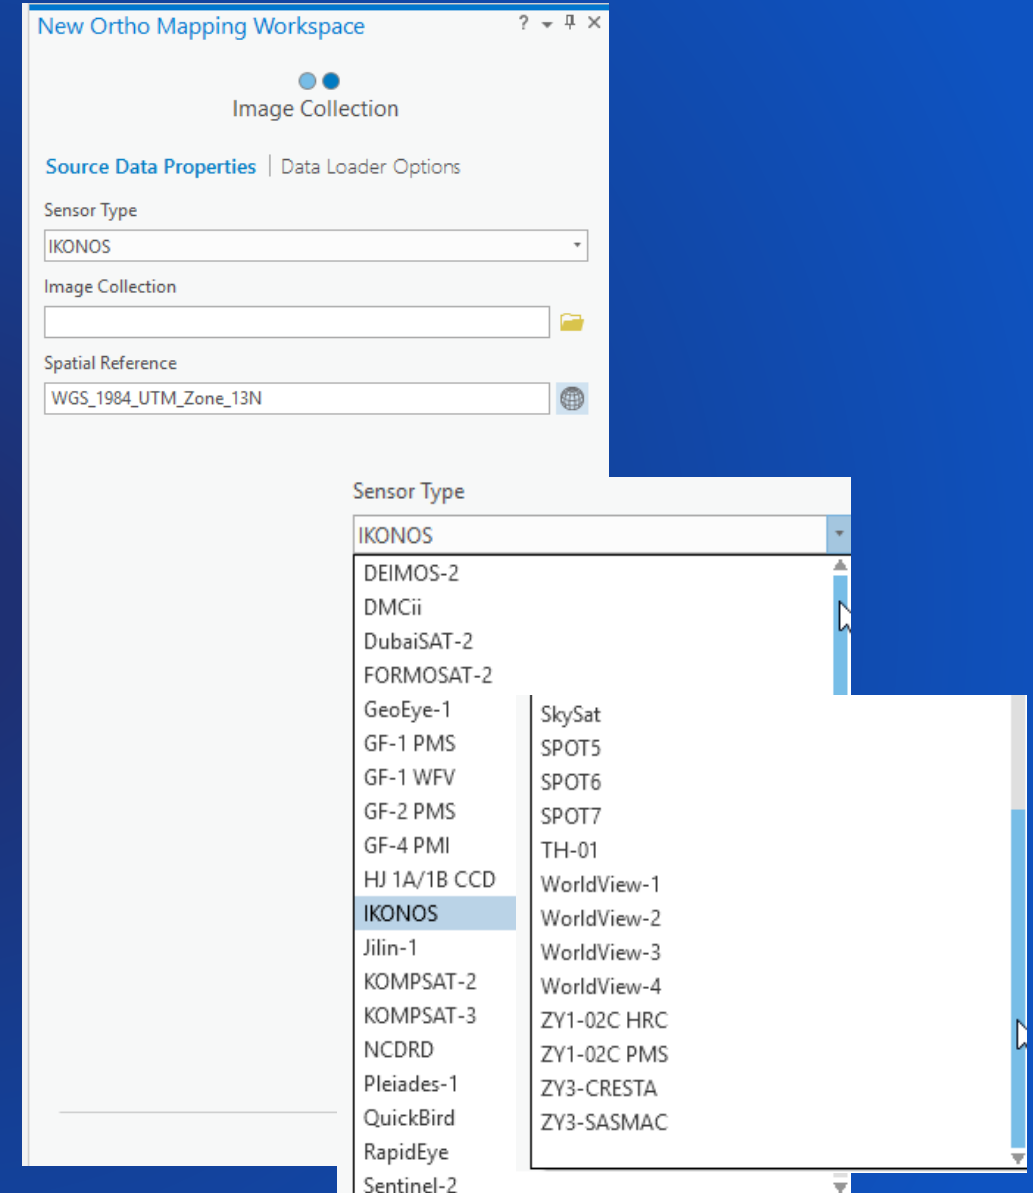 New Ortho Mapping Workspace
?
Image Collection
Source Data Properties | Data Loader Options
Sensor Type
IKONOS
Image Collection
Spatial Reference
WGS_1984_UTM_Zone_13N
Sensor Type
IKONOS
DEIMOS-2
DMCii
DubaiSAT-2
FORMOSAT-2
GeoEye-1
GF-1 PMS
GF-1 WFV
GF-2 PMS
GF-4 PMI
HJ 1A/1B CCD
IKONOS
Jilin-1
KOMPSAT-2
KOMPSAT-3
NCDRD
Pleiades-1
QuickBird
RapidEye
Sentinel-2
SkySat
SPOT5
SPOT6
SPOT7
TH-01
WorldView-1
WorldView-2
WorldView-3
WorldView-4
ZY1-02C HRC
ZY1-02C PMS
ZY3-CRESTA
ZY3-SASMAC